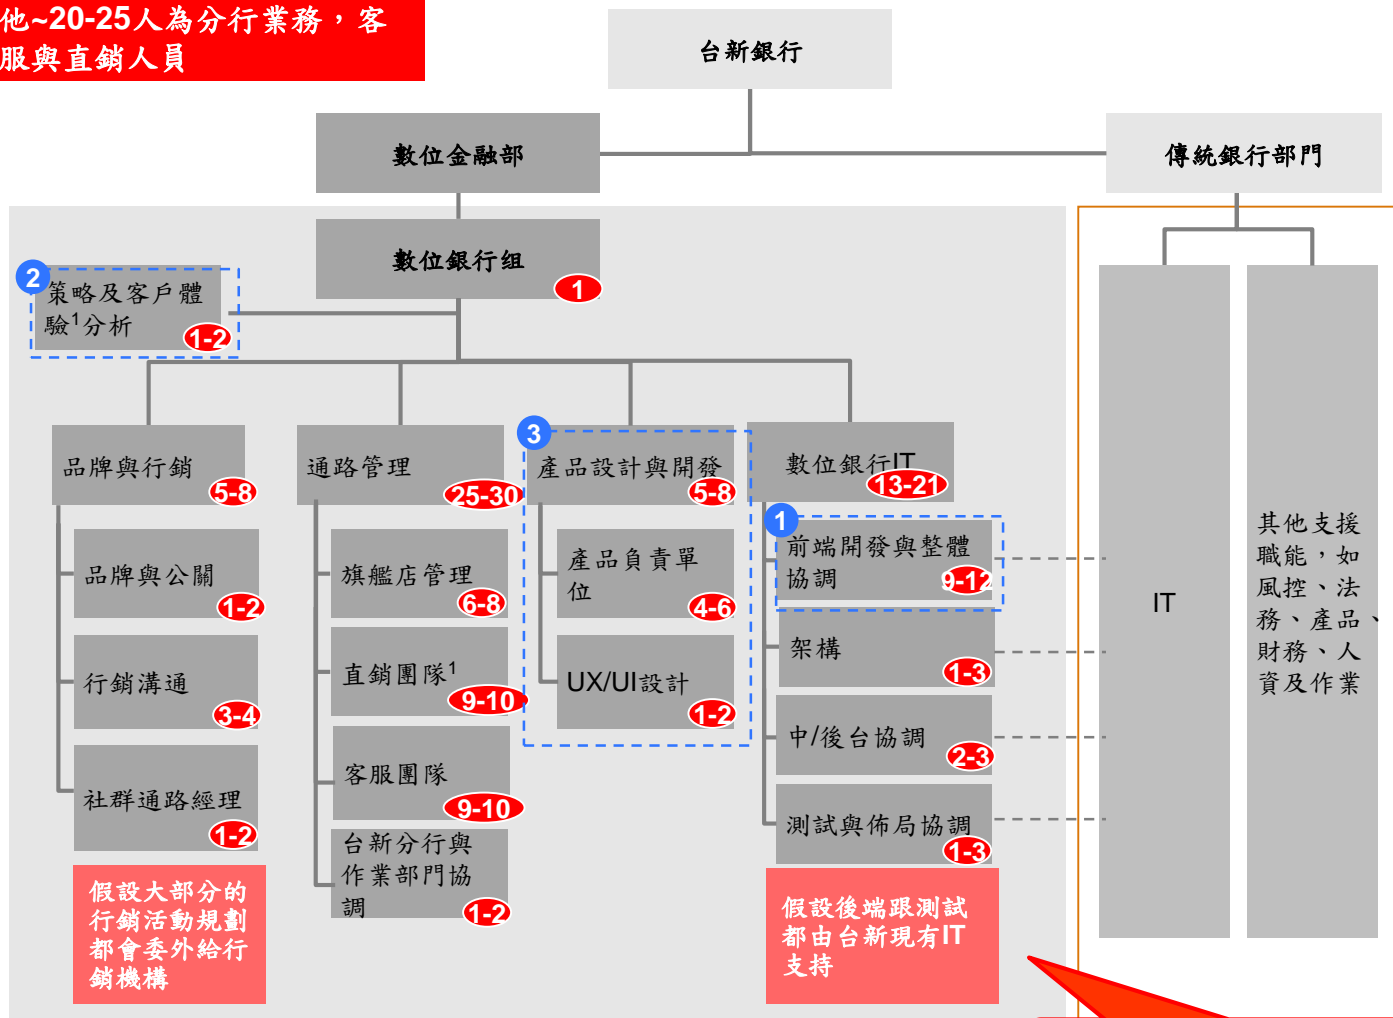 他~20-25人為分行業務，客
服與直銷人員
台新銀行
數位金融部
傳統銀行部門
數位銀行组
1
2
策略及客戶體
驗1分析
1-2
品牌與行銷
5-8
品牌與公關
1-2
行銷溝通
3-4
社群通路經理
1-2
假設大部分的
行銷活動規劃
都會委外給行
銷機構
通路管理
25-30
旗艦店管理
6-8
直銷團隊1
9-10
客服團隊
9-10
台新分行與
作業部門協
調
1-2
3
產品設計與開發
5-8
產品負責單
位
4-6
UX/UI設計
1-2
數位銀行IT
13-21
1
前端開發與整體
協調
9-12
架構
1-3
中/後台協調
2-3
測試與佈局協調
1-3
假設後端跟測試
都由台新現有IT
支持
IT
其他支援
職能，如
風控、法
務、產品、
財務、人
資及作業